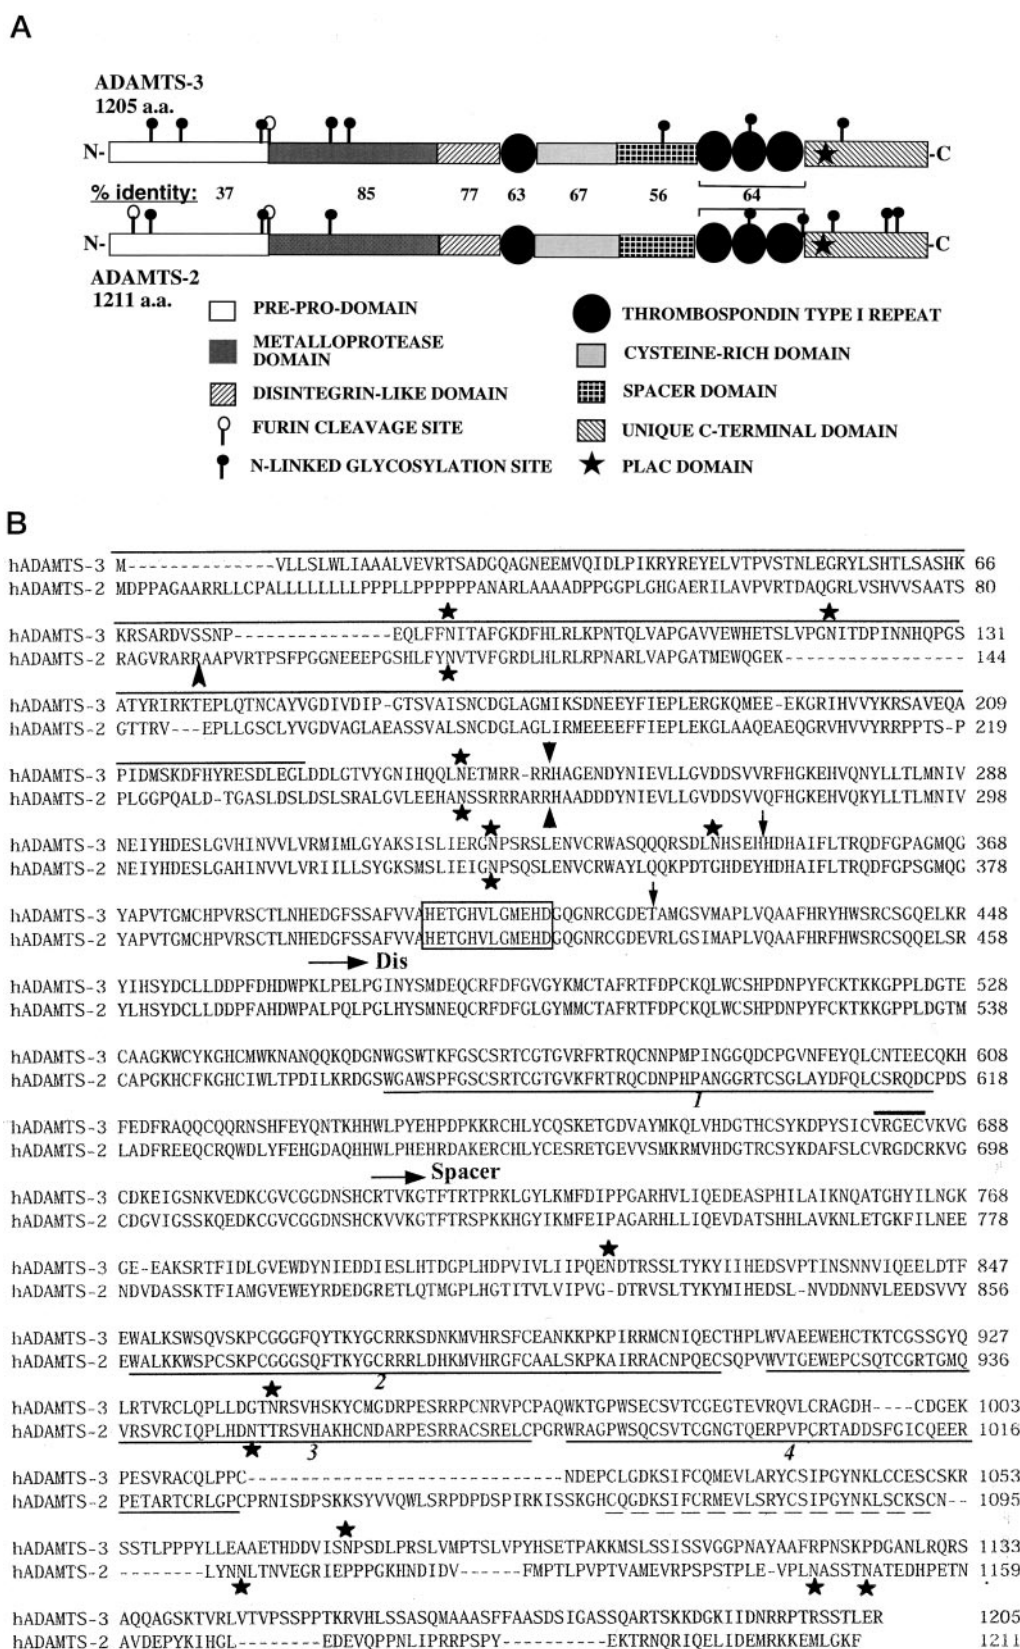 A
ADAMTS-3
1205 a.a.
N-
-C
% identity: 37 85 77 63 67 56 64
N-
-C
ADAMTS-2
1211 a.a.
PRE-PRO-DOMAIN
METALLOPROTEASE
DOMAIN
DISINTEGRIN-LIKE DOMAIN
FURIN CLEAVAGE SITE
N-LINKED GLYCOSYLATION SITE
THROMBOSPONDIN TYPE I REPEAT
CYSTEINE-RICH DOMAIN
SPACER DOMAIN
UNIQUE C-TERMINAL DOMAIN
PLAC DOMAIN
B
hADAMTS-3 M-------------VLLSLWLIAAALVEVRTSADGQAGNEEMVQIDLPIKRYREYELVTPVSTNLEGRYLSHTLSASHK 66
hADAMTS-2 MDPPAGAARRLLCPALLLLLLLLPPPLLPPPPPPANARLAAAADPPGGPLGHGAERILAVPVRTDAQGRLVSHVVSAATS 80
hADAMTS-3 KRSARDVSSNP---------------EQLFFNITAFGKDFHLRLKPNTQLVAPGAVVEWHETSLVPGNITDPINNHQPGS 131
hADAMTS-2 RAGVRARRAAPVRTPSFPGGNEEEPGSHLFYNVTVFGRDLHLRLRPNARLVAPGATMEWQGEK----------------- 144
hADAMTS-3 ATYRIRKTEPLQTNCAYVGDIVDIP-GTSVAISNCDGLAGMIKSDNEEYFIEPLERGKQMEE-EKGRIHVVYKRSAVEQA 209
hADAMTS-2 GTTRV---EPLLGSCLYVGDVAGLAEASSVALSNCDGLAGLIRMEEEEFFIEPLEKGLAAQEAEQGRVHVVYRRPPTS-P 219
hADAMTS-3 PIDMSKDFHYRESDLEGLDDLGTVYGNIHQQLNETMRR-RRHAGENDYNIEVLLGVDDSVVRFHGKEHVQNYLLTLMNIV 288
hADAMTS-2 PLGGPQALD-TGASLDSLDSLSRALGVLEEHANSSRRRARRHAADDDYNIEVLLGVDDSVVQFHGKEHVQKYLLTLMNIV 298
hADAMTS-3 NEIYHDESLGVHINVVLVRMIMLGYAKSISLIERGNPSRSLENVCRWASQQQRSDLNHSEHHDHAIFLTRQDFGPAGMQG 368
hADAMTS-2 NEIYHDESLGAHINVVLVRIILLSYGKSMSLIEIGNPSQSLENVCRWAYLQQKPDTGHDEYHDHAIFLTRQDFGPSGMQG 378
hADAMTS-3 YAPVTGMCHPVRSCTLNHEDGFSSAFVVAHETGHVLGMEHDGQGNRCGDETAMGSVMAPLVQAAFHRYHWSRCSGQELKR 448
hADAMTS-2 YAPVTGMCHPVRSCTLNHEDGFSSAFVVAHETGHVLGMEHDGQGNRCGDEVRLGSIMAPLVQAAFHRFHWSRCSQQELSR 458
Dis
hADAMTS-3 YIHSYDCLLDDPFDHDWPKLPELPGINYSMDEQCRFDFGVGYKMCTAFRTFDPCKQLWCSHPDNPYFCKTKKGPPLDGTE 528
hADAMTS-2 YLHSYDCLLDDPFAHDWPALPQLPGLHYSMNEQCRFDFGLGYMMCTAFRTFDPCKQLWCSHPDNPYFCKTKKGPPLDGTM 538
hADAMTS-3 CAAGKWCYKGHCMWKNANQQKQDGNWGSWTKFGSCSRTCGTGVRFRTRQCNNPMPINGGQDCPGVNFEYQLCNTEECQKH 608
hADAMTS-2 CAPGKHCFKGHCIWLTPDILKRDGSWGAWSPFGSCSRTCGTGVKFRTRQCDNPHPANGGRTCSGLAYDFQLCSRQDCPDS 618
1
hADAMTS-3 FEDFRAQQCQQRNSHFEYQNTKHHWLPYEHPDPKKRCHLYCQSKETGDVAYMKQLVHDGTHCSYKDPYSICVRGECVKVG 688
hADAMTS-2 LADFREEQCRQWDLYFEHGDAQHHWLPHEHRDAKERCHLYCESRETGEVVSMKRMVHDGTRCSYKDAFSLCVRGDCRKVG 698
Spacer
hADAMTS-3 CDKEIGSNKVEDKCGVCGGDNSHCRTVKGTFTRTPRKLGYLKMFDIPPGARHVLIQEDEASPHILAIKNQATGHYILNGK 768
hADAMTS-2 CDGVIGSSKQEDKCGVCGGDNSHCKVVKGTFTRSPKKHGYIKMFEIPAGARHLLIQEVDATSHHLAVKNLETGKFILNEE 778
hADAMTS-3 GE-EAKSRTFIDLGVEWDYNIEDDIESLHTDGPLHDPVIVLIIPQENDTRSSLTYKYIIHEDSVPTINSNNVIQEELDTF 847
hADAMTS-2 NDVDASSKTFIAMGVEWEYRDEDGRETLQTMGPLHGTITVLVIPVG-DTRVSLTYKYMIHEDSL-NVDDNNVLEEDSVVY 856
hADAMTS-3 EWALKSWSQVSKPCGGGFQYTKYGCRRKSDNKMVHRSFCEANKKPKPIRRMCNIQECTHPLWVAEEWEHCTKTCGSSGYQ 927
hADAMTS-2 EWALKKWSPCSKPCGGGSQFTKYGCRRRLDHKMVHRGFCAALSKPKAIRRACNPQECSQPVWVTGEWEPCSQTCGRTGMQ 936
2
hADAMTS-3 LRTVRCLQPLLDGTNRSVHSKYCMGDRPESRRPCNRVPCPAQWKTGPWSECSVTCGEGTEVRQVLCRAGDH----CDGEK 1003
hADAMTS-2 VRSVRCIQPLHDNTTRSVHAKHCNDARPESRRACSRELCPGRWRAGPWSQCSVTCGNGTQERPVPCRTADDSFGICQEER 1016
3
4
hADAMTS-3 PESVRACQLPPC------------------------------NDEPCLGDKSIFCQMEVLARYCSIPGYNKLCCESCSKR 1053
hADAMTS-2 PETARTCRLGPCPRNISDPSKKSYVVQWLSRPDPDSPIRKISSKGHCQGDKSIFCRMEVLSRYCSIPGYNKLSCKSCN-- 1095
hADAMTS-3 SSTLPPPYLLEAAETHDDVISNPSDLPRSLVMPTSLVPYHSETPAKKMSLSSISSVGGPNAYAAFRPNSKPDGANLRQRS 1133
hADAMTS-2 --------LYNNLTNVEGRIEPPPGKHNDIDV------FMPTLPVPTVAMEVRPSPSTPLE-VPLNASSTNATEDHPETN 1159
hADAMTS-3 AQQAGSKTVRLVTVPSSPPTKRVHLSSASQMAAASFFAASDSIGASSQARTSKKDGKIIDNRRPTRSSTLER 1205
hADAMTS-2 AVDEPYKIHGL--------EDEVQPPNLIPRRPSPY----------EKTRNQRIQELIDEMRKKEMLGKF 1211